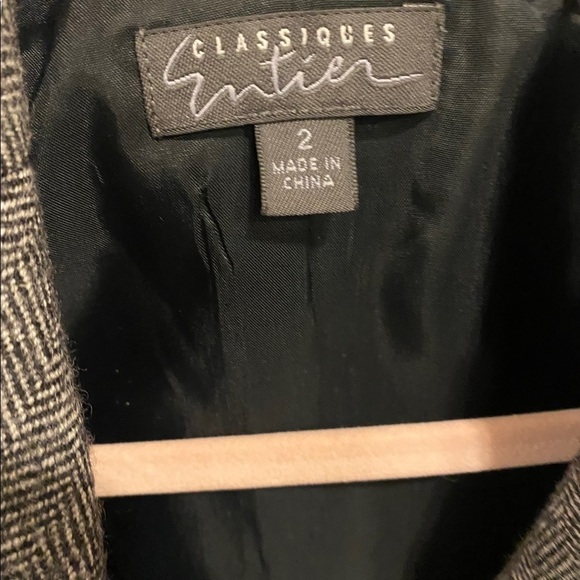 CLASSIQUES
Entier
2
MADE IN
CHINA